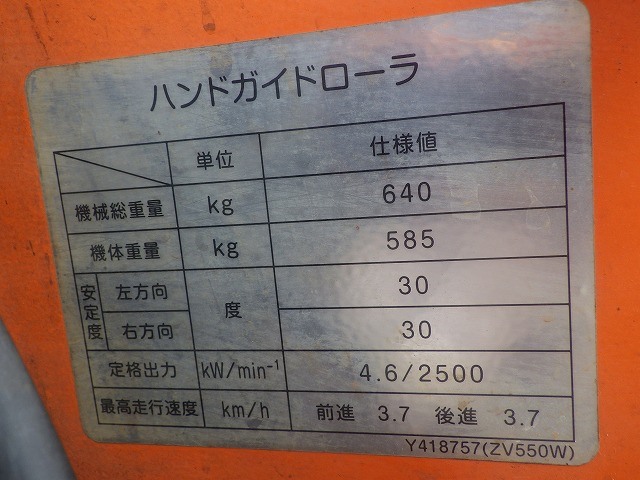 ハンドガイドローラ
単位 仕様値
機械総重量 kg 640
機体重量 kg 585
安定度 左方向 度 30
右方向 30
定格出力 kW/min⁻¹ 4.6/2500
最高走行速度 km/h 前進 3.7 後進 3.7
Y418757(ZV550W)